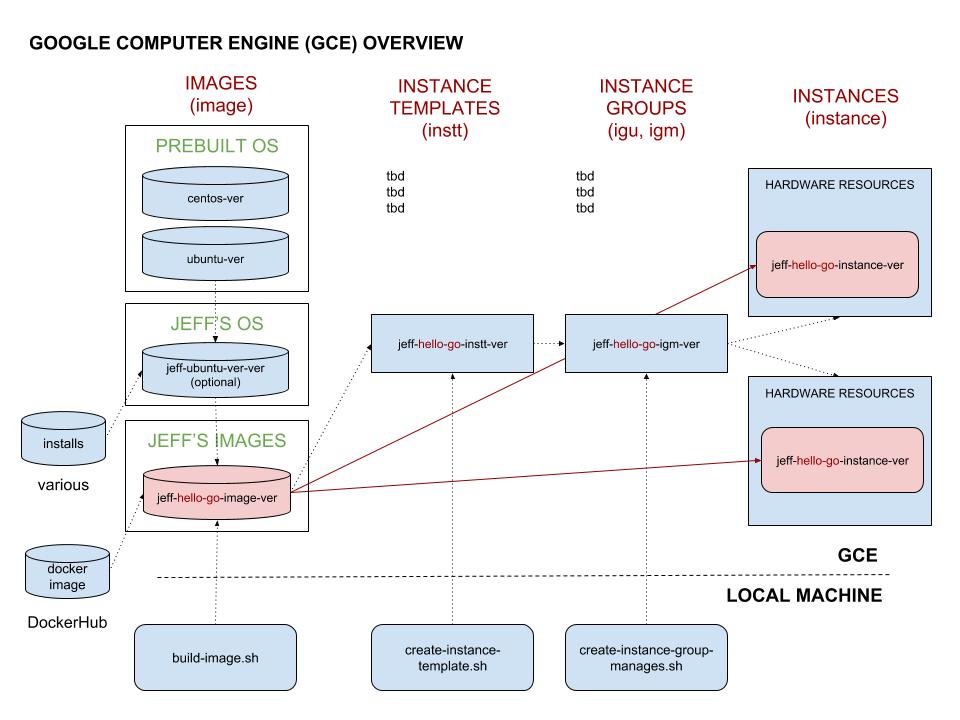 GOOGLE COMPUTER ENGINE (GCE) OVERVIEW
IMAGES
(image)
INSTANCE
TEMPLATES
(instt)
INSTANCE
GROUPS
(igu, igm)
INSTANCES
(instance)
PREBUILT OS
centos-ver
ubuntu-ver
tbd
tbd
tbd
tbd
tbd
tbd
HARDWARE RESOURCES
jeff-hello-go-instance-ver
JEFF'S OS
jeff-ubuntu-ver-ver
(optional)
jeff-hello-go-instt-ver
jeff-hello-go-igm-ver
HARDWARE RESOURCES
jeff-hello-go-instance-ver
installs
various
JEFF'S IMAGES
jeff-hello-go-image-ver
docker
image
DockerHub
GCE
LOCAL MACHINE
build-image.sh
create-instance-
template.sh
create-instance-group-
manages.sh